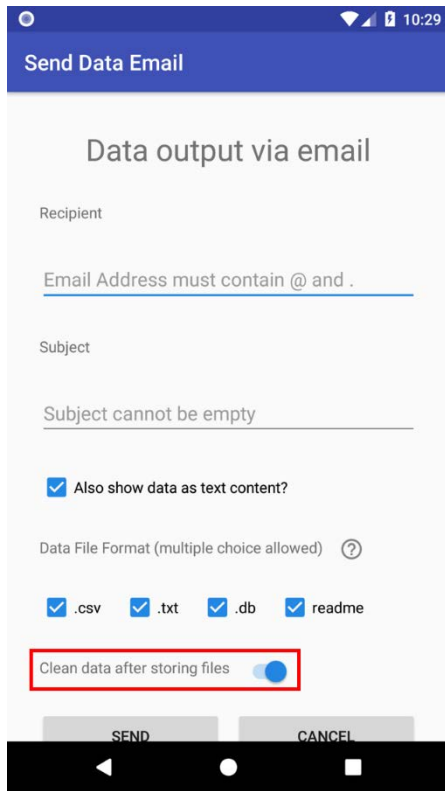 10:29
Send Data Email
Data output via email
Recipient
Email Address must contain @ and .
Subject
Subject cannot be empty
Also show data as text content?
Data File Format (multiple choice allowed) ?
.csv .txt .db readme
Clean data after storing files
SEND CANCEL